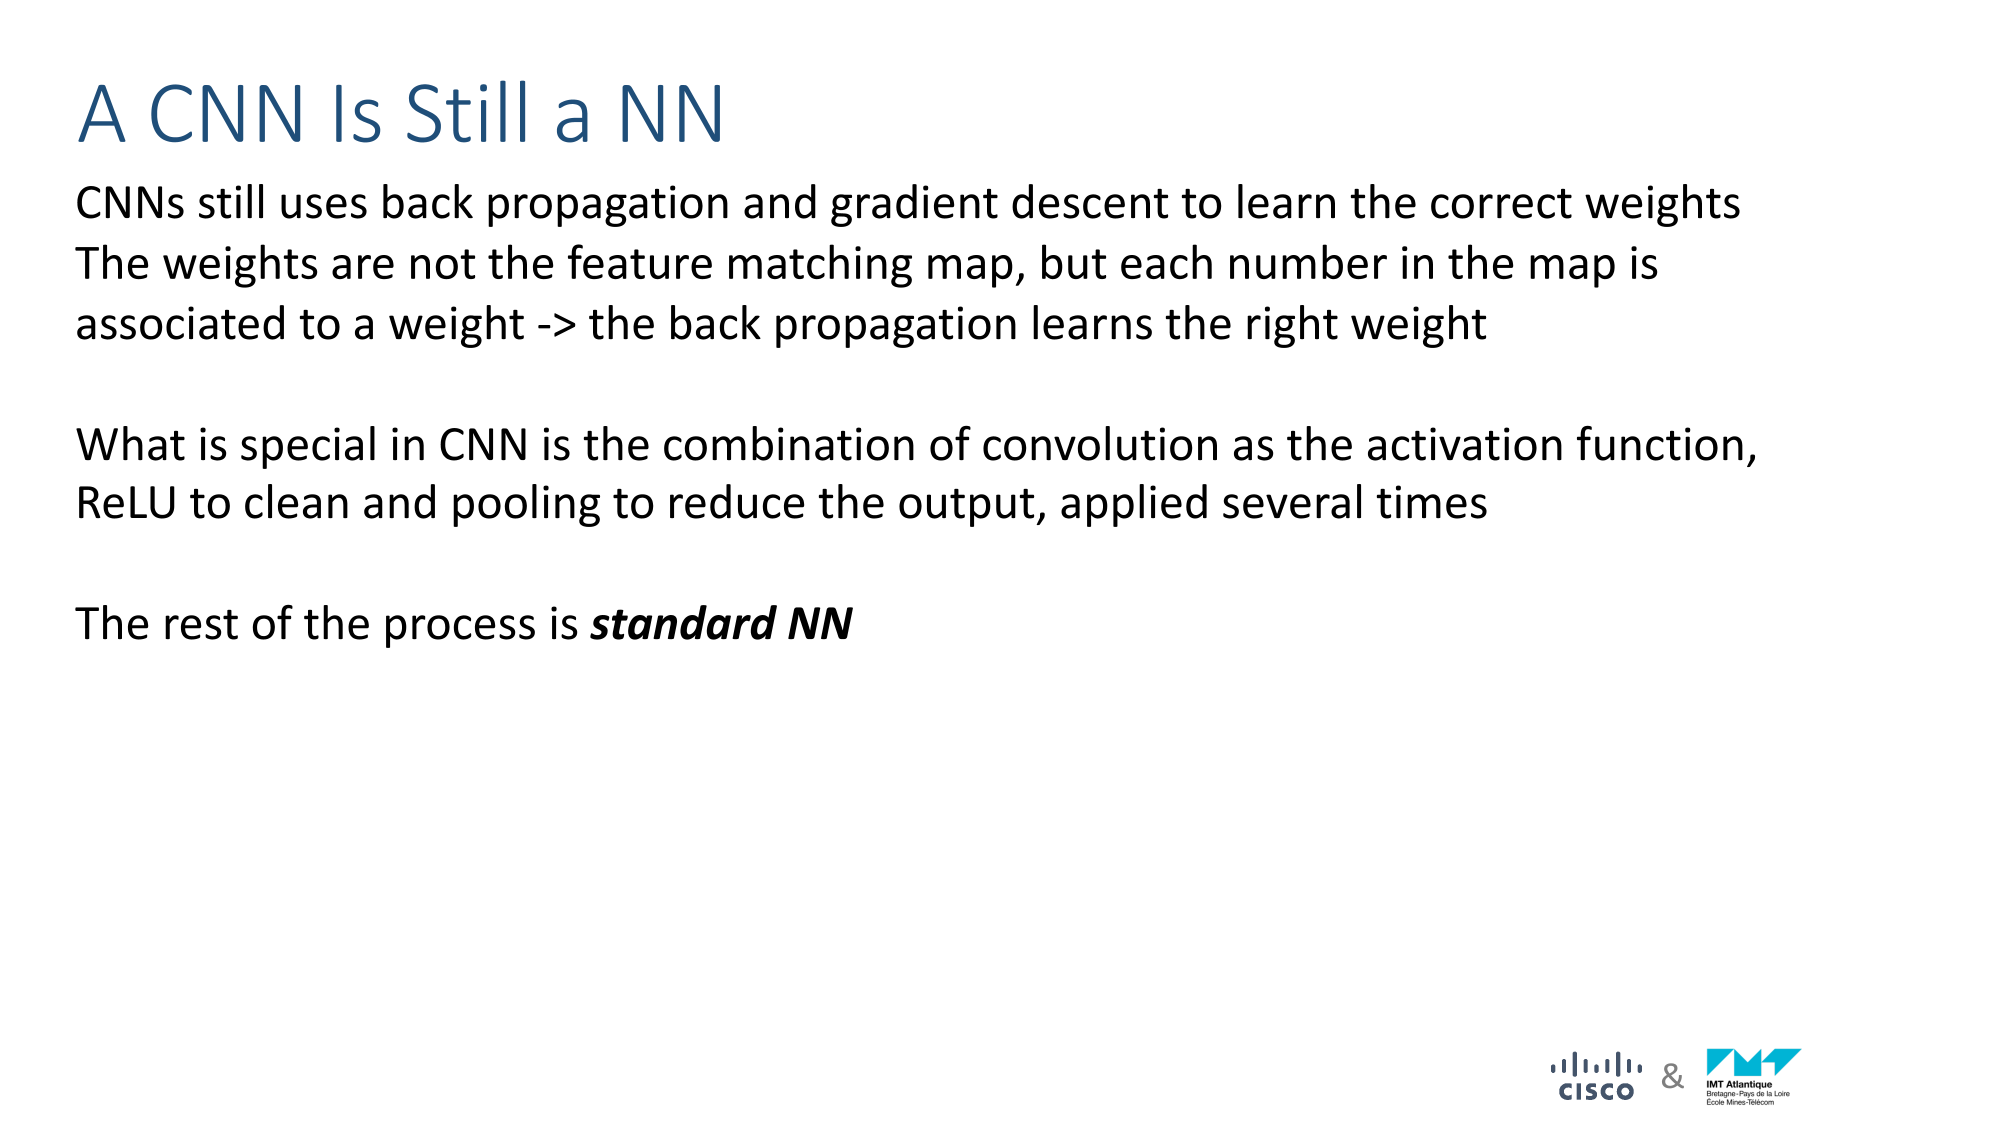 A CNN Is Still a NN
CNNs still uses back propagation and gradient descent to learn the correct weights
The weights are not the feature matching map, but each number in the map is
associated to a weight -> the back propagation learns the right weight
What is special in CNN is the combination of convolution as the activation function,
ReLU to clean and pooling to reduce the output, applied several times
The rest of the process is standard NN
CISCO
&
IMT Atlantique
Bretagne-Pays de la Loire
École Mines-Télécom